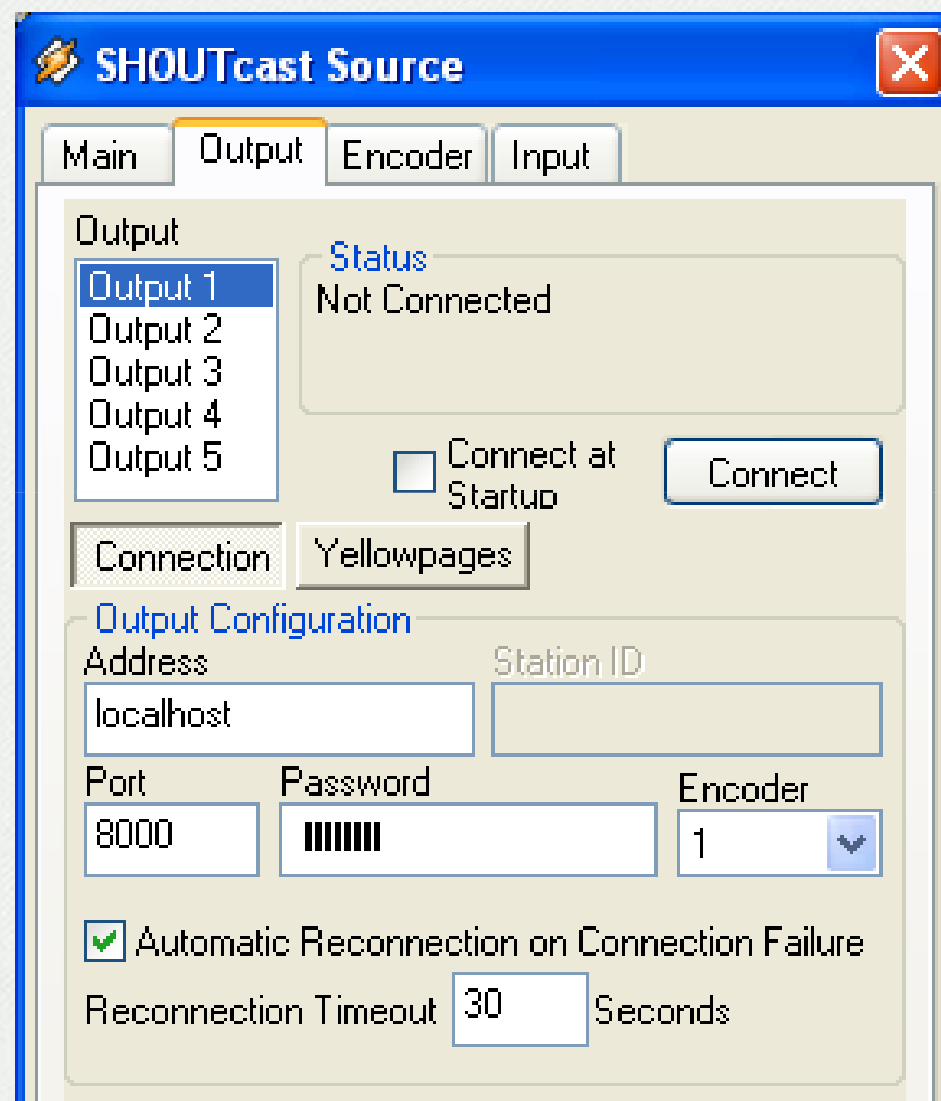 SHOUTcast Source
Main Output Encoder Input
Output
Output 1
Output 2
Output 3
Output 4
Output 5
Status
Not Connected
Connect at
Startup
Connect
Connection Yellowpages
Output Configuration
Address Station ID
localhost
Port Password Encoder
8000 1
Automatic Reconnection on Connection Failure
Reconnection Timeout 30 Seconds